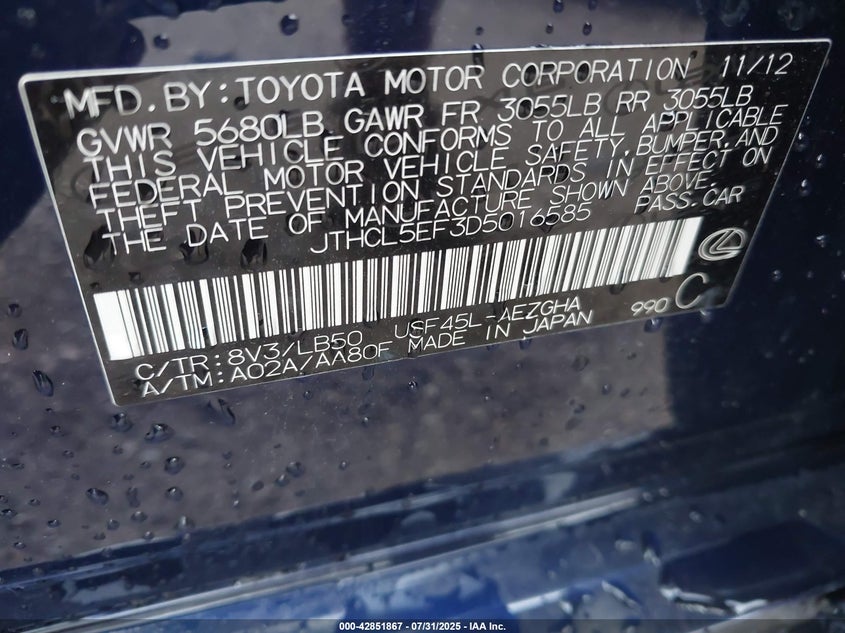 MFD. BY: TOYOTA MOTOR CORPORATION 11/12
GVWR 5680LB GAWR FR 3055LB RR 3055LB
THIS VEHICLE CONFORMS TO ALL APPLICABLE
FEDERAL MOTOR VEHICLE SAFETY, BUMPER, AND
THEFT PREVENTION STANDARDS IN EFFECT ON
THE DATE OF MANUFACTURE SHOWN ABOVE.
JTHCL5EF3D5016585 PASS. CAR
C/TR: 8V3/LB50 USF45L-AEZGHA 990 C
A/TM: A02A/AA80F MADE IN JAPAN
000-42851867 - 07/31/2025 - IAA Inc.